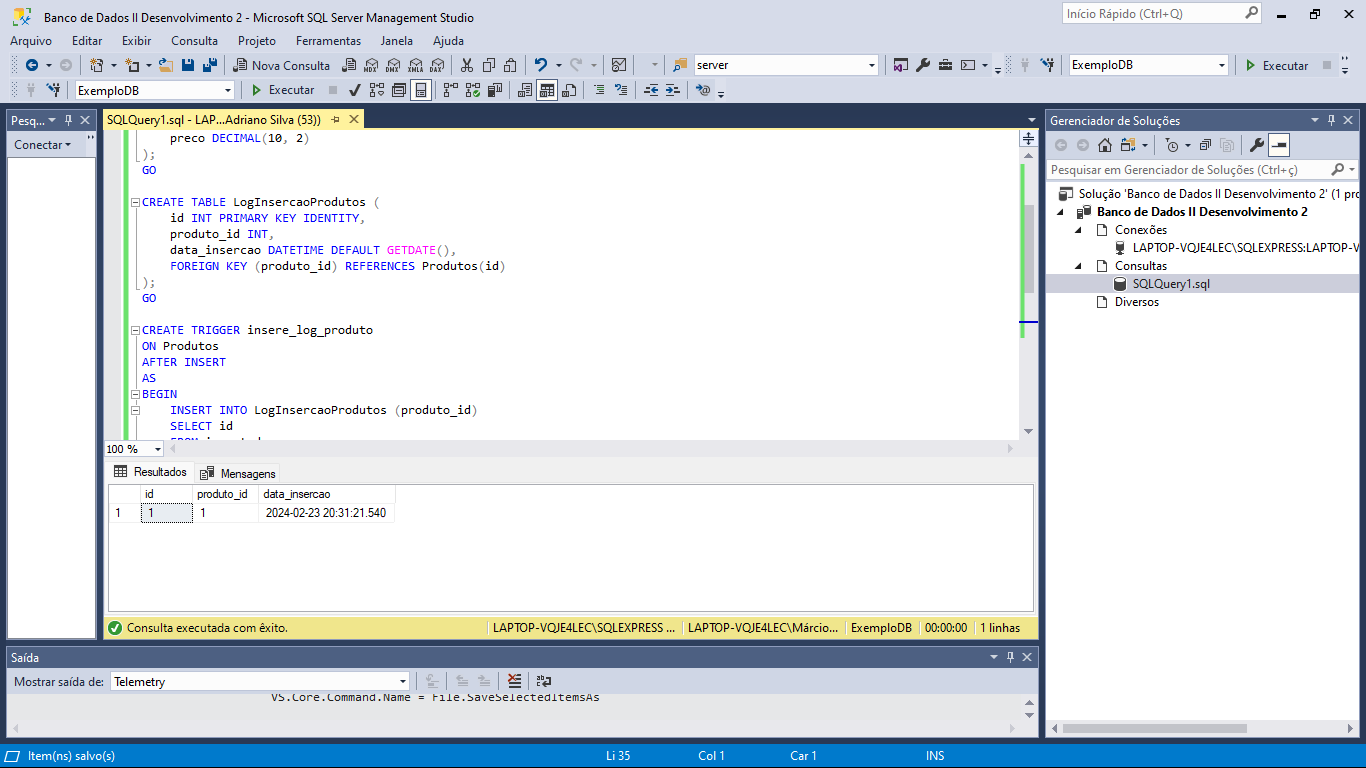 Banco de Dados II Desenvolvimento 2 - Microsoft SQL Server Management Studio
Início Rápido (Ctrl+Q)
Arquivo Editar Exibir Consulta Projeto Ferramentas Janela Ajuda
Nova Consulta MDX DMX XMLA DAX server ExemploDB Executar
ExemploDB Executar
Pesq...
Conectar
SQLQuery1.sql - LAP...Adriano Silva (53))
preco DECIMAL(10, 2)
);
GO
CREATE TABLE LogInsercaoProdutos (
id INT PRIMARY KEY IDENTITY,
produto_id INT,
data_insercao DATETIME DEFAULT GETDATE(),
FOREIGN KEY (produto_id) REFERENCES Produtos(id)
);
GO
CREATE TRIGGER insere_log_produto
ON Produtos
AFTER INSERT
AS
BEGIN
INSERT INTO LogInsercaoProdutos (produto_id)
SELECT id
100 %
Resultados Mensagens
id produto_id data_insercao
1 1 1 2024-02-23 20:31:21.540
Consulta executada com êxito. LAPTOP-VQJE4LEC\SQLEXPRESS ... LAPTOP-VQJE4LEC\Márcio... ExemploDB 00:00:00 1 linhas
Gerenciador de Soluções
Pesquisar em Gerenciador de Soluções (Ctrl+ç)
Solução 'Banco de Dados II Desenvolvimento 2' (1 pro
Banco de Dados II Desenvolvimento 2
Conexões
LAPTOP-VQJE4LEC\SQLEXPRESS:LAPTOP-V
Consultas
SQLQuery1.sql
Diversos
Saída
Mostrar saída de: Telemetry
VS.Core.Command.Name = File.SaveSelectedItemsAs
Item(ns) salvo(s) Li 35 Col 1 Car 1 INS